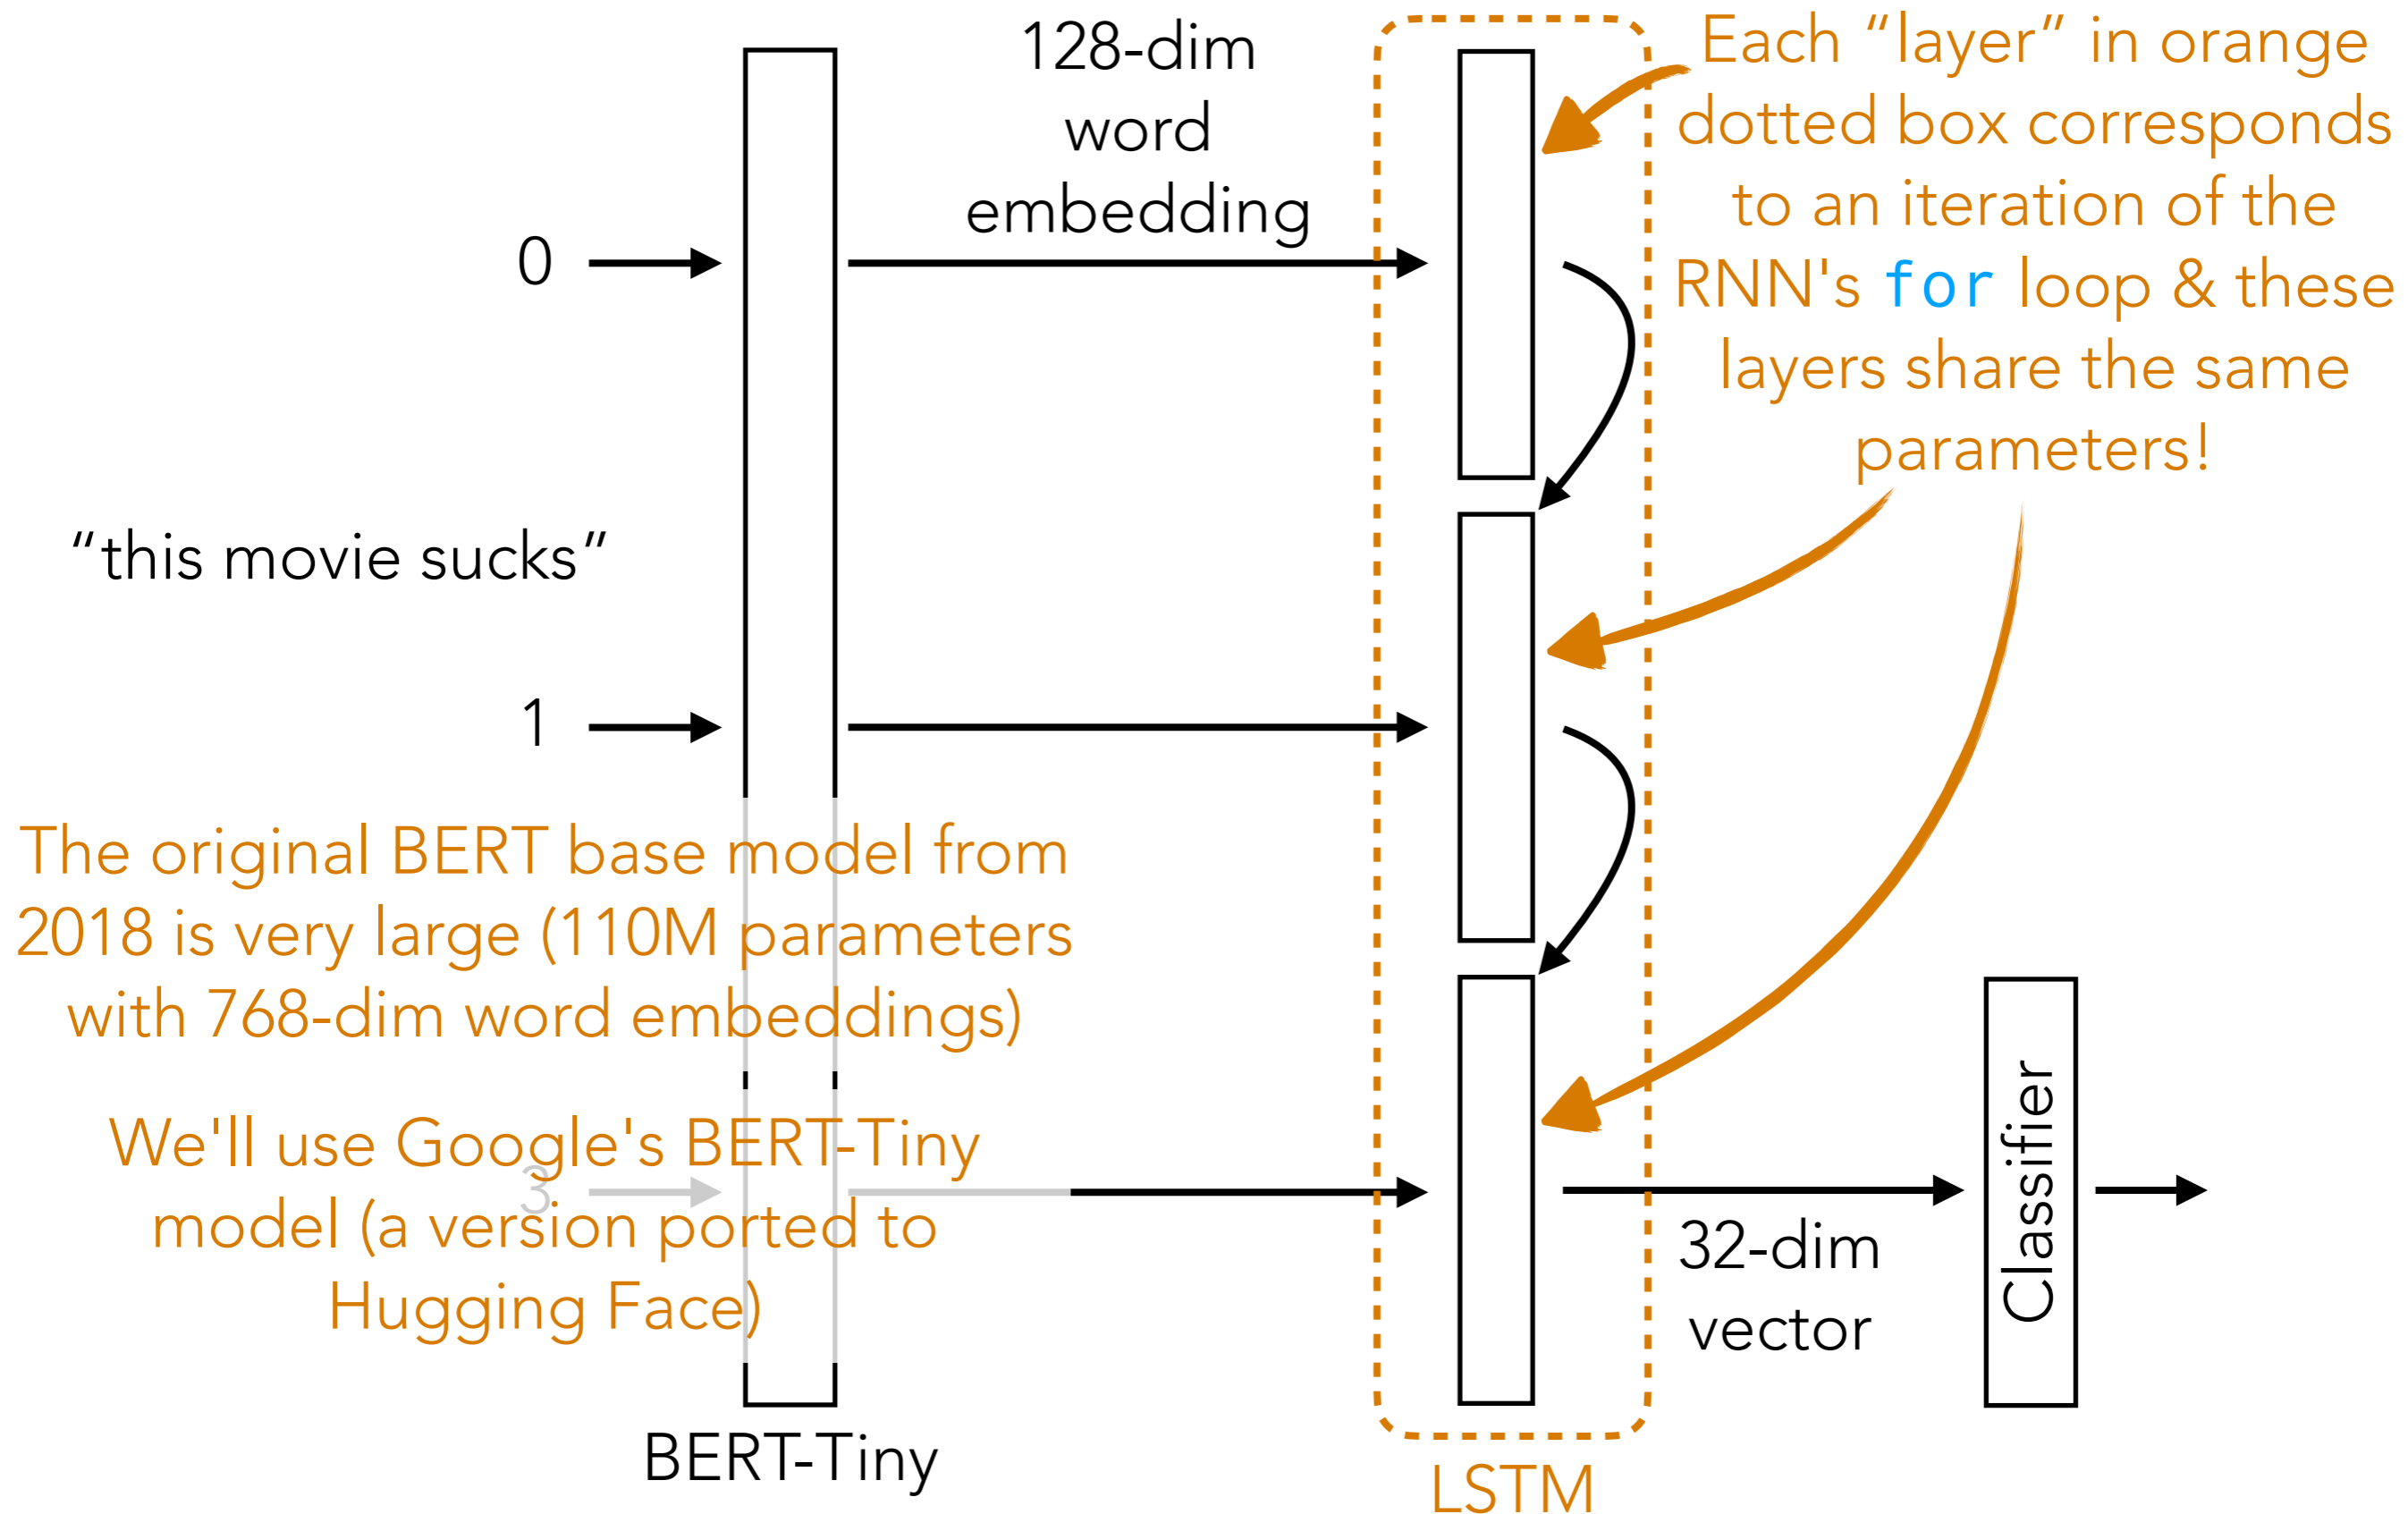 128-dim
word
embedding
Each “layer” in orange
dotted box corresponds
to an iteration of the
RNN's for loop & these
layers share the same
parameters!
0
“this movie sucks”
1
The original BERT base model from
2018 is very large (110M parameters
with 768-dim word embeddings)
We'll use Google's BERT-Tiny
model (a version ported to
Hugging Face)
3
32-dim
vector
Classifier
BERT-Tiny
LSTM